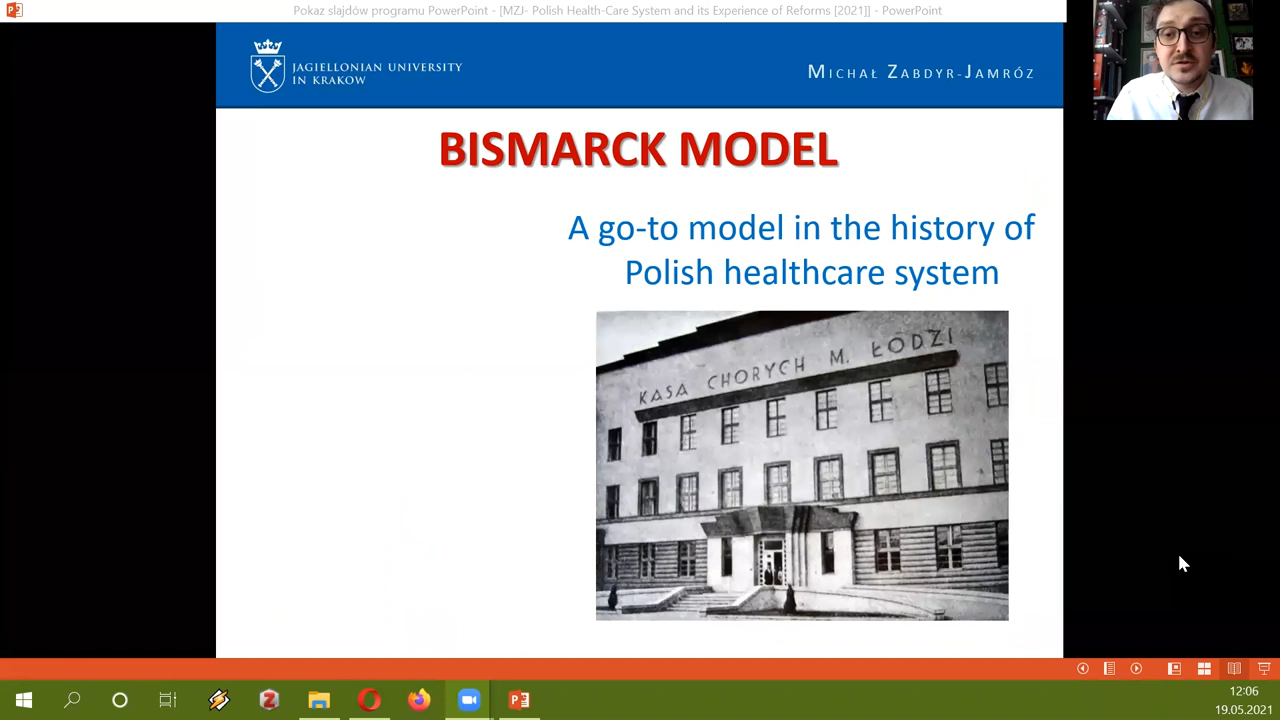 Pokaz slajdów programu PowerPoint - [MZJ- Polish Health-Care System and its Experience of Reforms [2021]] - PowerPoint
JAGIELLONIAN UNIVERSITY
IN KRAKOW
MICHAŁ ZABDYR-JAMRÓZ
BISMARCK MODEL
A go-to model in the history of
Polish healthcare system
KASA CHORYCH M. ŁODZI
12:06
19.05.2021